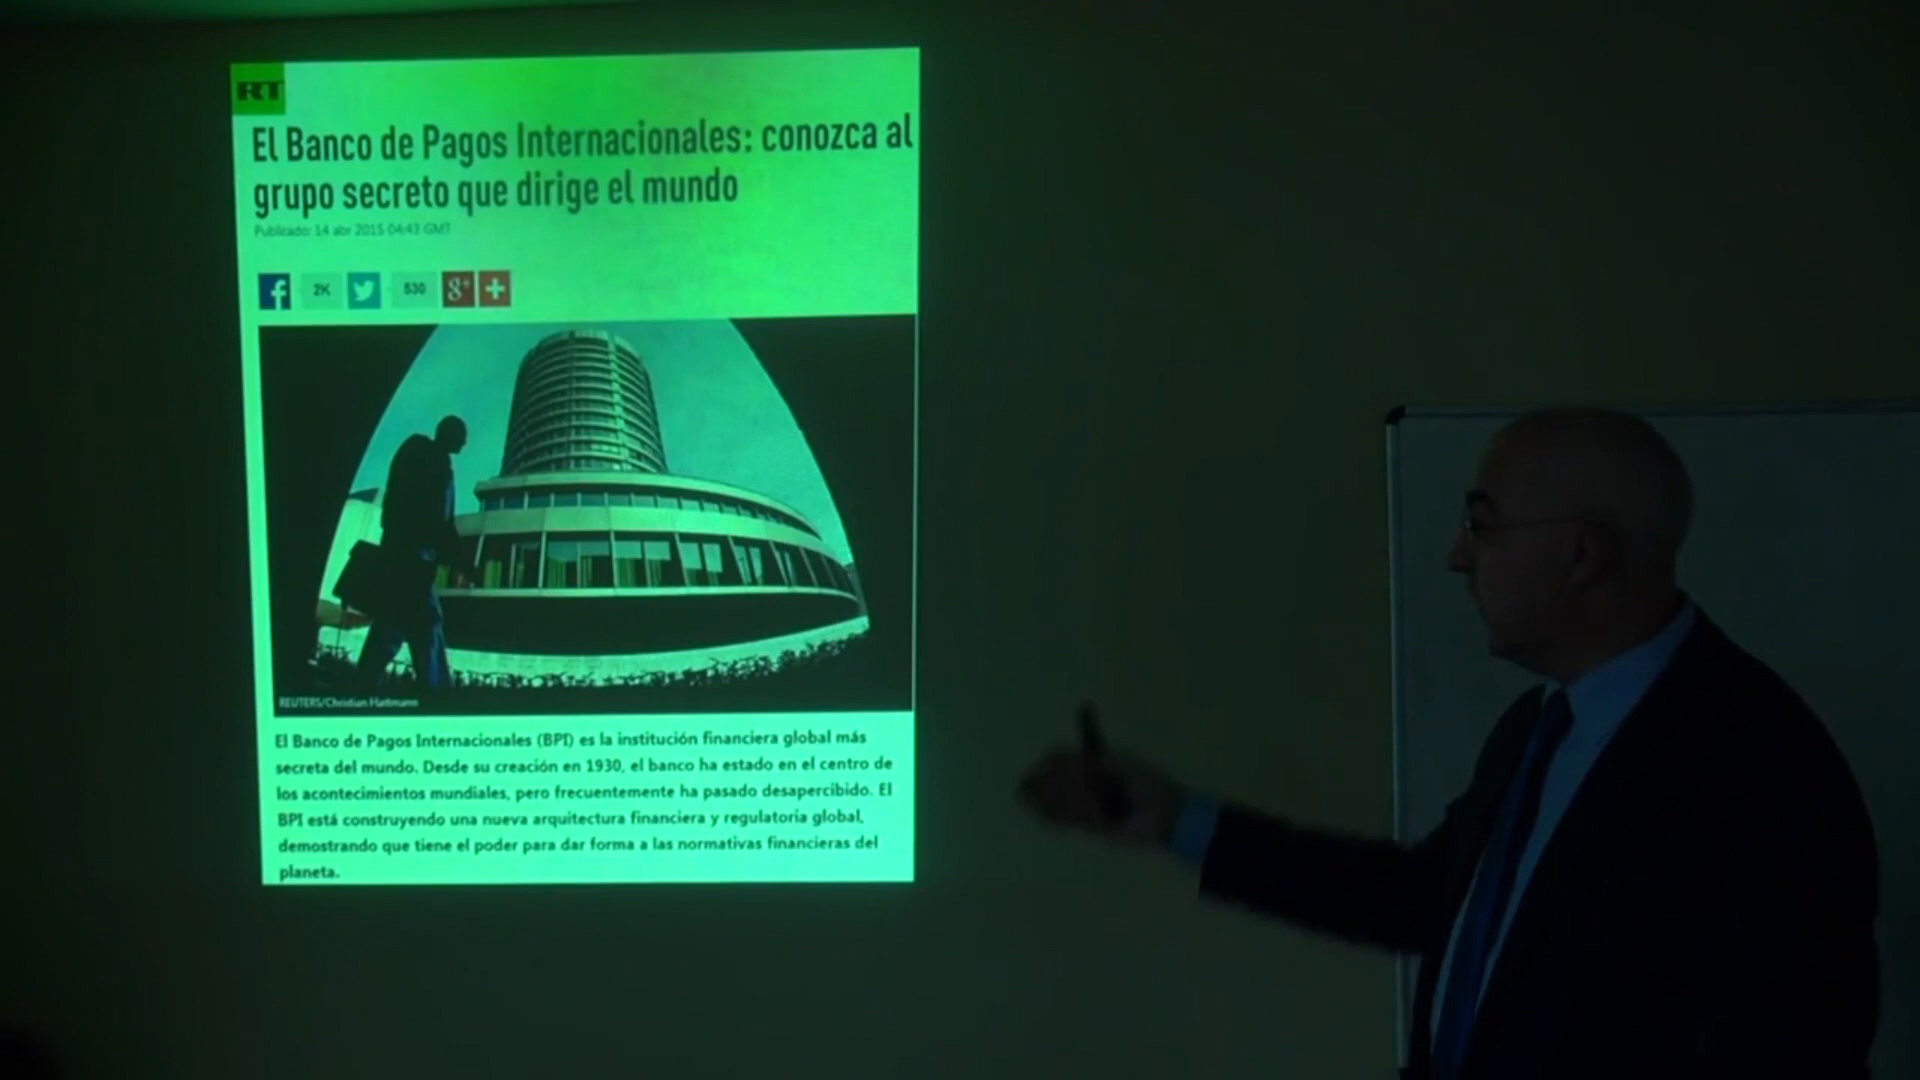 RT
El Banco de Pagos Internacionales: conozca al
grupo secreto que dirige el mundo
Publicado: 14 abr 2015 04:43 GMT
f 2K 530 g+ +
REUTERS/Christian Hartmann
El Banco de Pagos Internacionales (BPI) es la institución financiera global más
secreta del mundo. Desde su creación en 1930, el banco ha estado en el centro de
los acontecimientos mundiales, pero frecuentemente ha pasado desapercibido. El
BPI está construyendo una nueva arquitectura financiera y regulatoria global,
demostrando que tiene el poder para dar forma a las normativas financieras del
planeta.